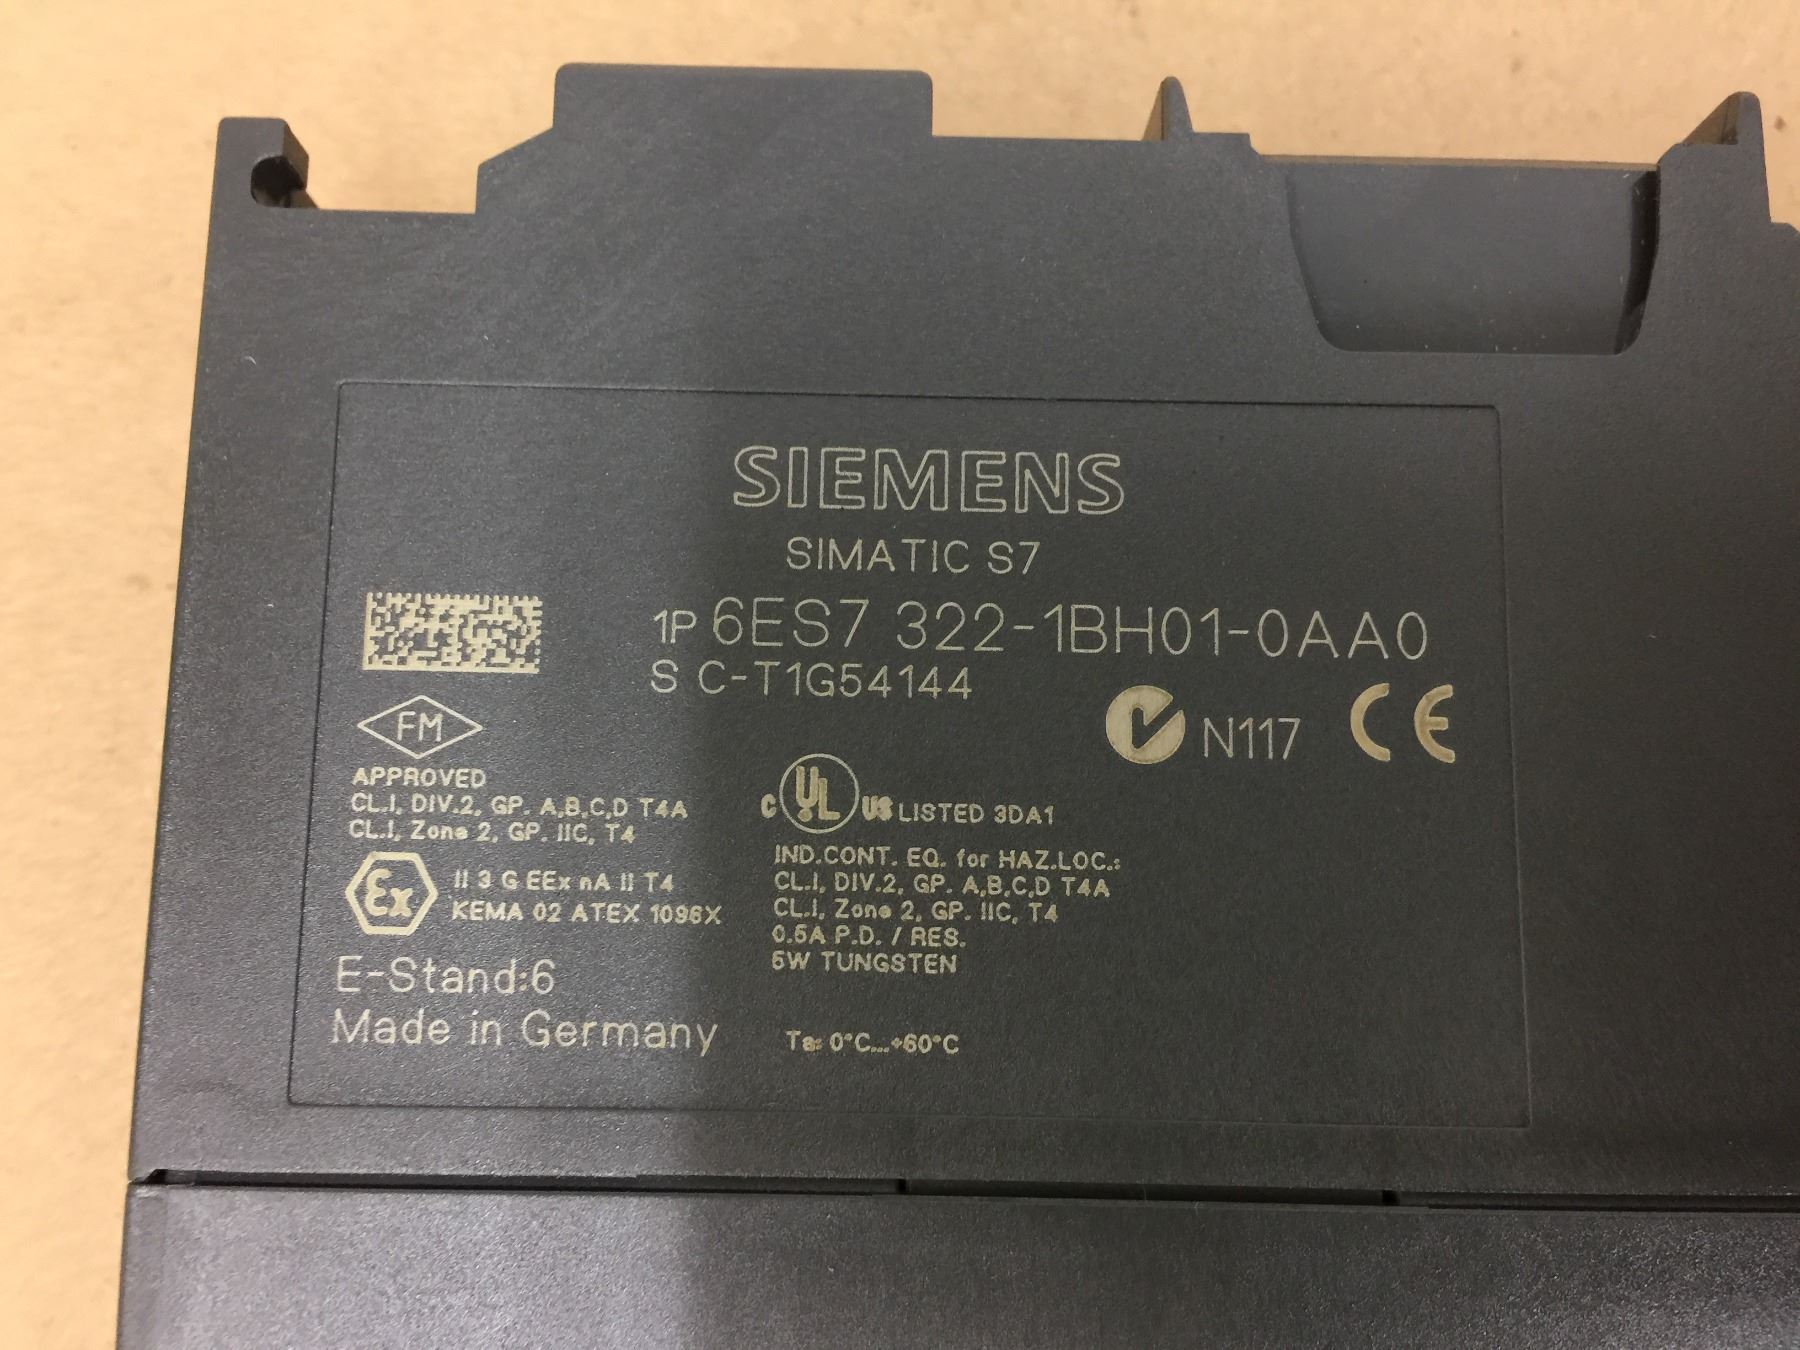 SIEMENS
SIMATIC S7
1P 6ES7 322-1BH01-0AA0
S C-T1G54144
FM
APPROVED
CL.I, DIV.2, GP. A,B,C,D T4A
CL.I, Zone 2, GP. IIC, T4
N117 CE
C UL US LISTED 3DA1
IND.CONT. EQ. for HAZ.LOC.:
CL.I, DIV.2, GP. A,B,C,D T4A
CL.I, Zone 2, GP. IIC, T4
0.5A P.D. / RES.
5W TUNGSTEN
Ex II 3 G EEx nA II T4
KEMA 02 ATEX 1096X
E-Stand:6
Made in Germany
Ta: 0°C...+60°C